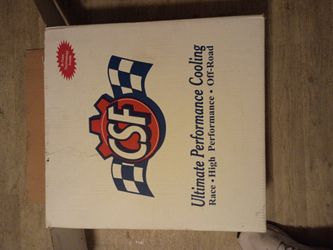 CSF
Ultimate Performance Cooling
Race • High Performance • Off-Road